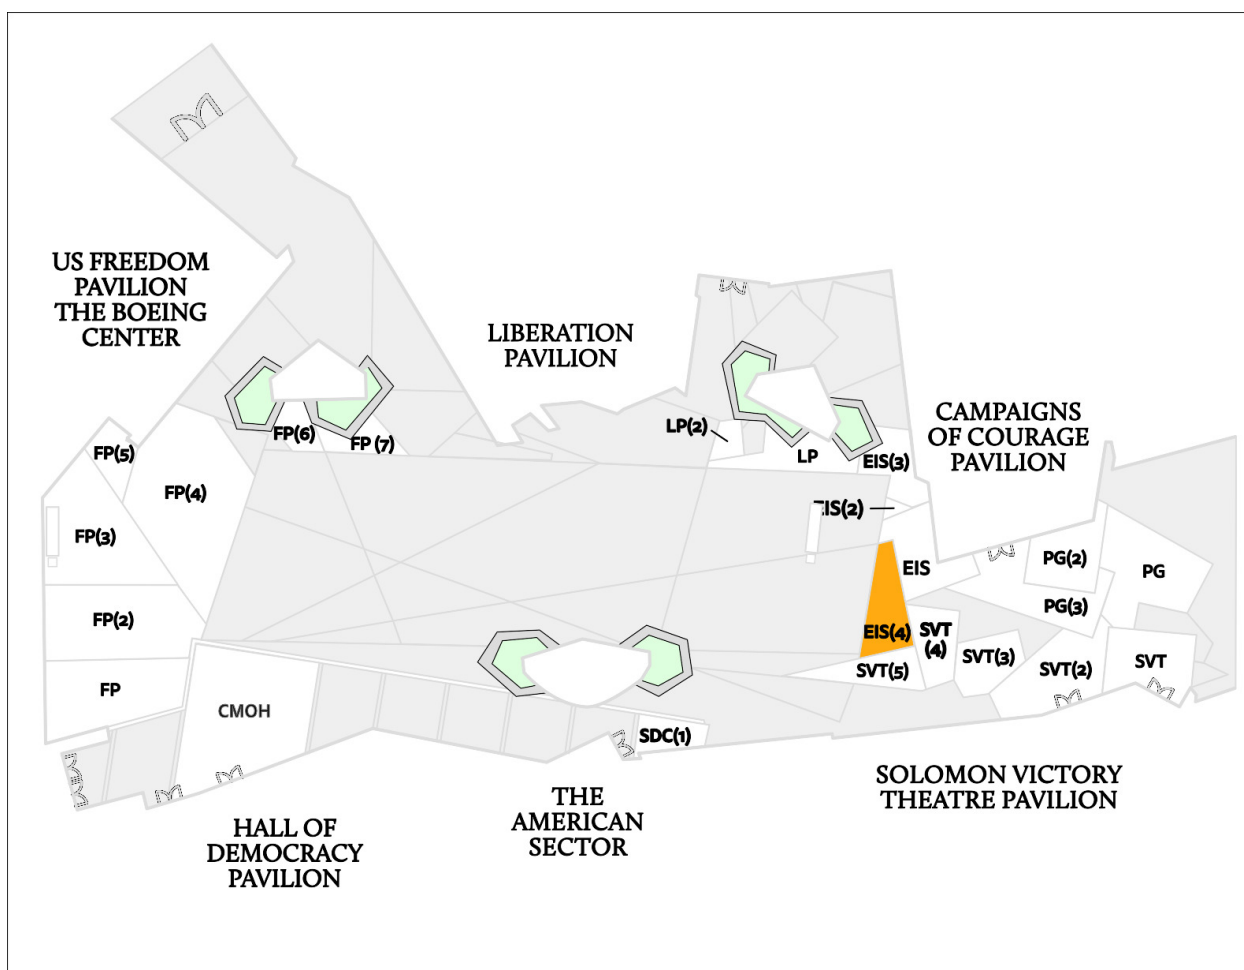 US FREEDOM
PAVILION
THE BOEING
CENTER
LIBERATION
PAVILION
CAMPAIGNS
OF COURAGE
PAVILION
FP(5)
FP(6)
FP (7)
LP(2)
LP
EIS(3)
FP(4)
EIS(2)
FP(3)
EIS
PG(2)
PG
PG(3)
FP(2)
EIS(4)
SVT
(4)
SVT(3)
SVT(5)
SVT(2)
SVT
FP
CMOH
SDC(1)
SOLOMON VICTORY
THEATRE PAVILION
THE
AMERICAN
SECTOR
HALL OF
DEMOCRACY
PAVILION